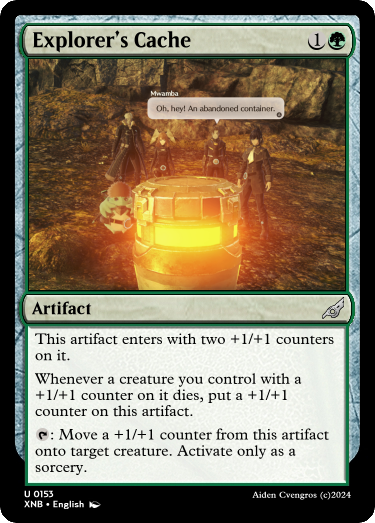 Explorer's Cache 1
Mwamba
Oh, hey! An abandoned container.
Artifact
This artifact enters with two +1/+1 counters
on it.
Whenever a creature you control with a
+1/+1 counter on it dies, put a +1/+1
counter on this artifact.
: Move a +1/+1 counter from this artifact
onto target creature. Activate only as a
sorcery.
U 0153
XNB • English Aiden Cvengros (c)2024